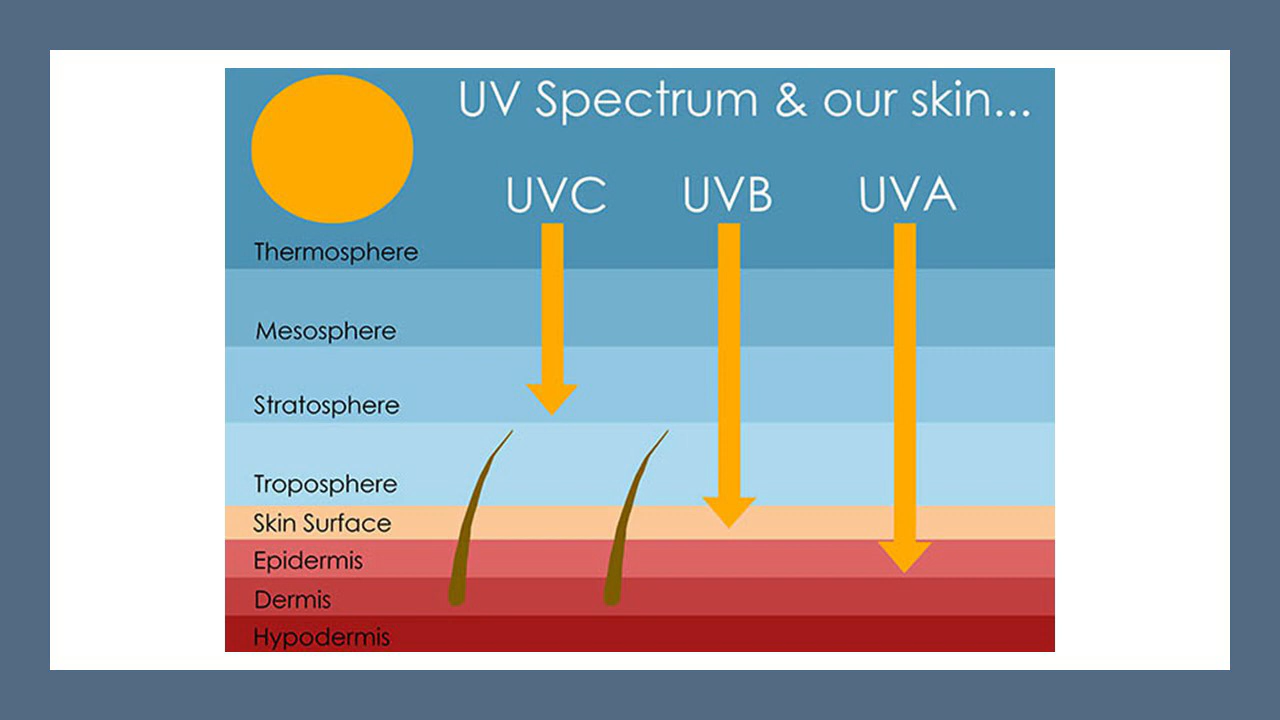 UV Spectrum & our skin...
UVC UVB UVA
Thermosphere
Mesosphere
Stratosphere
Troposphere
Skin Surface
Epidermis
Dermis
Hypodermis